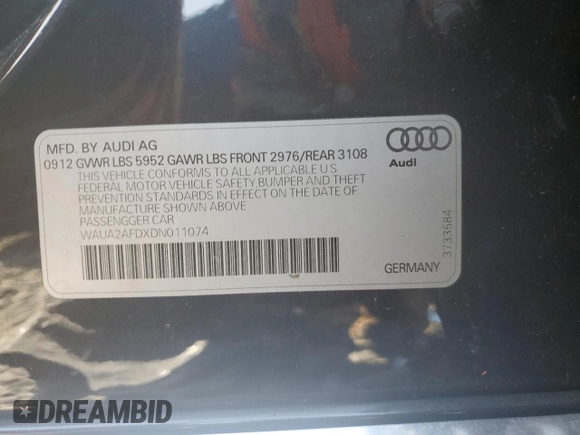 MFD. BY AUDI AG
0912 GVWR LBS 5952 GAWR LBS FRONT 2976/REAR 3108
THIS VEHICLE CONFORMS TO ALL APPLICABLE U S
FEDERAL MOTOR VEHICLE SAFETY BUMPER AND THEFT
PREVENTION STANDARDS IN EFFECT ON THE DATE OF
MANUFACTURE SHOWN ABOVE
PASSENGGER CAR
WAUA2AFDXDN011074
Audi
3733584
GERMANY
DREAMBID